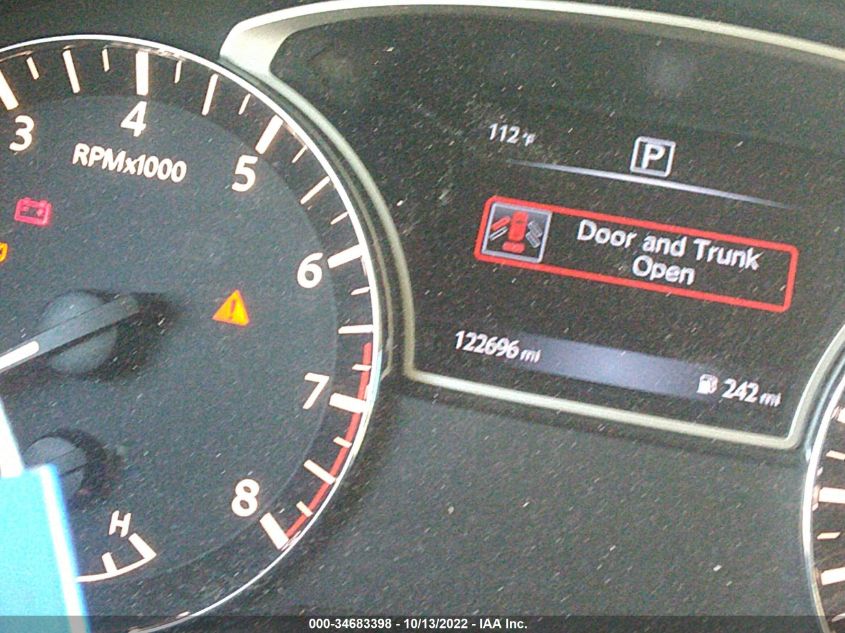 3
4
5
6
7
8
RPMx1000
H
112 °F
P
Door and Trunk
Open
122696 mi
242 mi
000-34683398 - 10/13/2022 - IAA Inc.